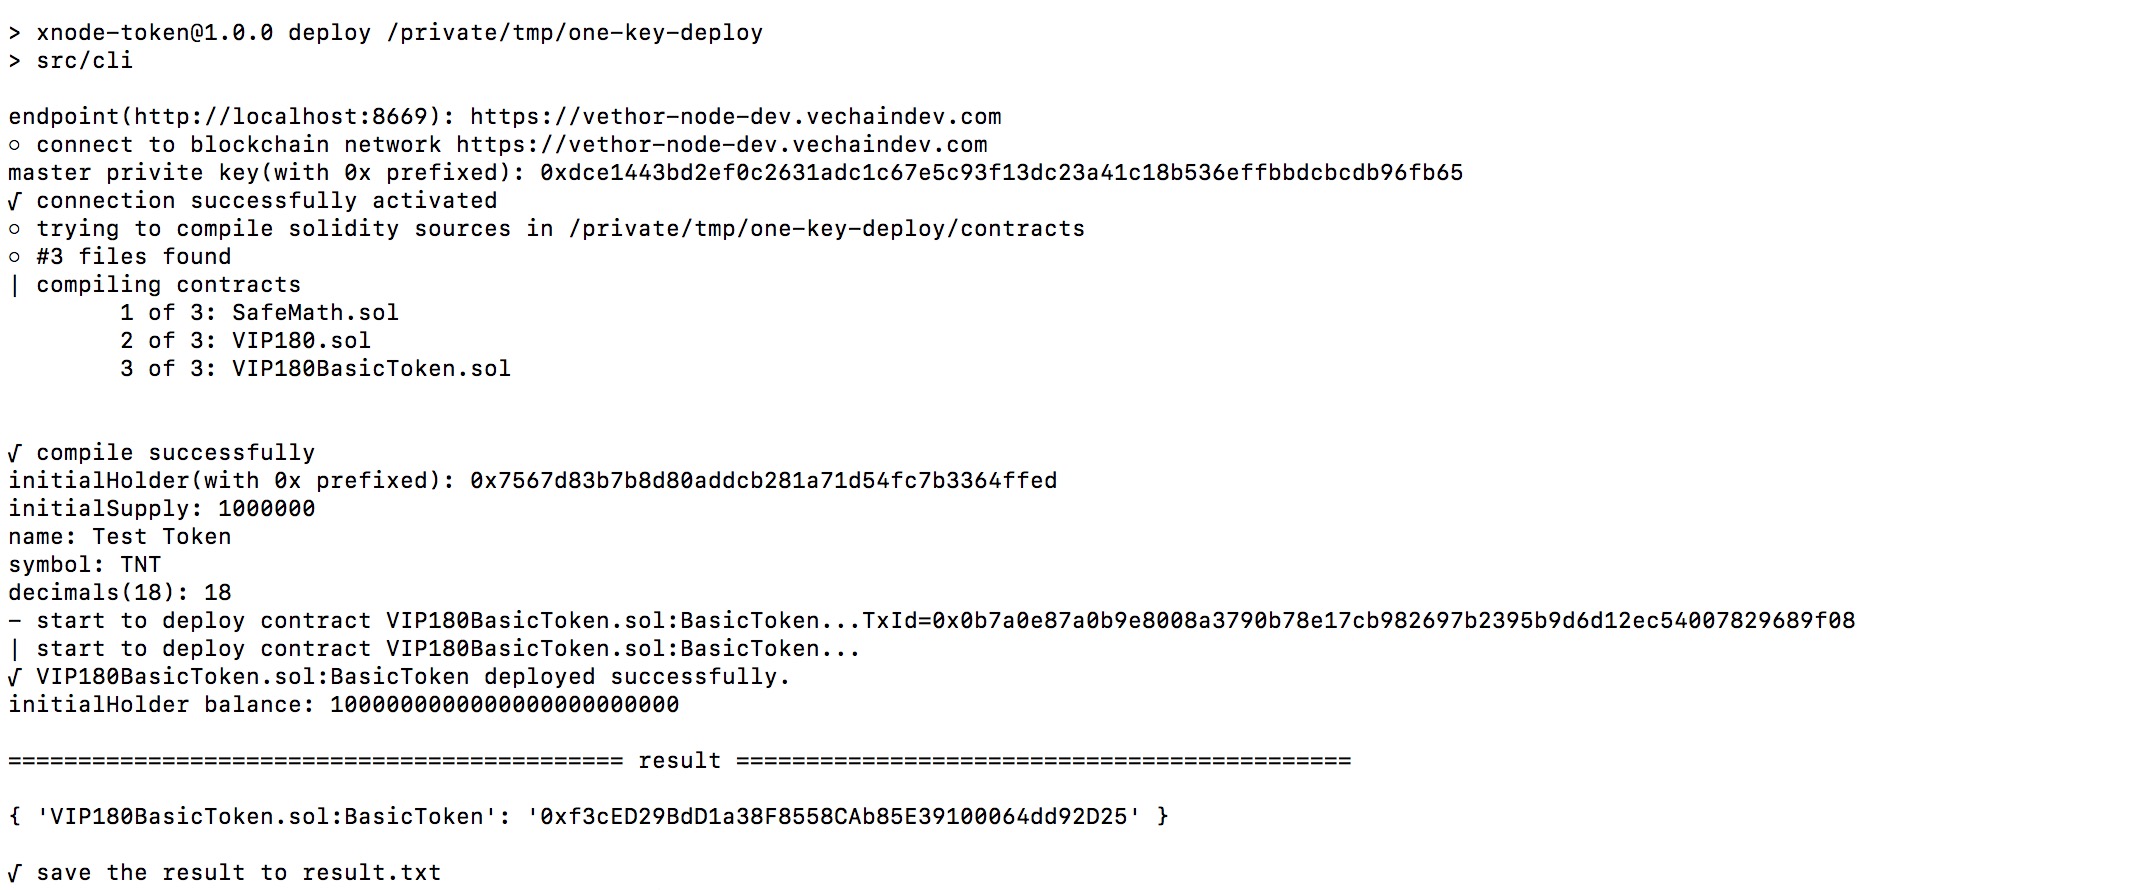 > xnode-token@1.0.0 deploy /private/tmp/one-key-deploy
> src/cli
endpoint(http://localhost:8669): https://vethor-node-dev.vechaindev.com
○ connect to blockchain network https://vethor-node-dev.vechaindev.com
master privite key(with 0x prefixed): 0xdce1443bd2ef0c2631adc1c67e5c93f13dc23a41c18b536effbbdcbcdb96fb65
√ connection successfully activated
○ trying to compile solidity sources in /private/tmp/one-key-deploy/contracts
○ #3 files found
| compiling contracts
1 of 3: SafeMath.sol
2 of 3: VIP180.sol
3 of 3: VIP180BasicToken.sol
√ compile successfully
initialHolder(with 0x prefixed): 0x7567d83b7b8d80addcb281a71d54fc7b3364ffed
initialSupply: 1000000
name: Test Token
symbol: TNT
decimals(18): 18
- start to deploy contract VIP180BasicToken.sol:BasicToken...TxId=0x0b7a0e87a0b9e8008a3790b78e17cb982697b2395b9d6d12ec54007829689f08
| start to deploy contract VIP180BasicToken.sol:BasicToken...
√ VIP180BasicToken.sol:BasicToken deployed successfully.
initialHolder balance: 1000000000000000000000000
============================================ result ============================================
{ 'VIP180BasicToken.sol:BasicToken': '0xf3cED29BdD1a38F8558CAb85E39100064dd92D25' }
√ save the result to result.txt